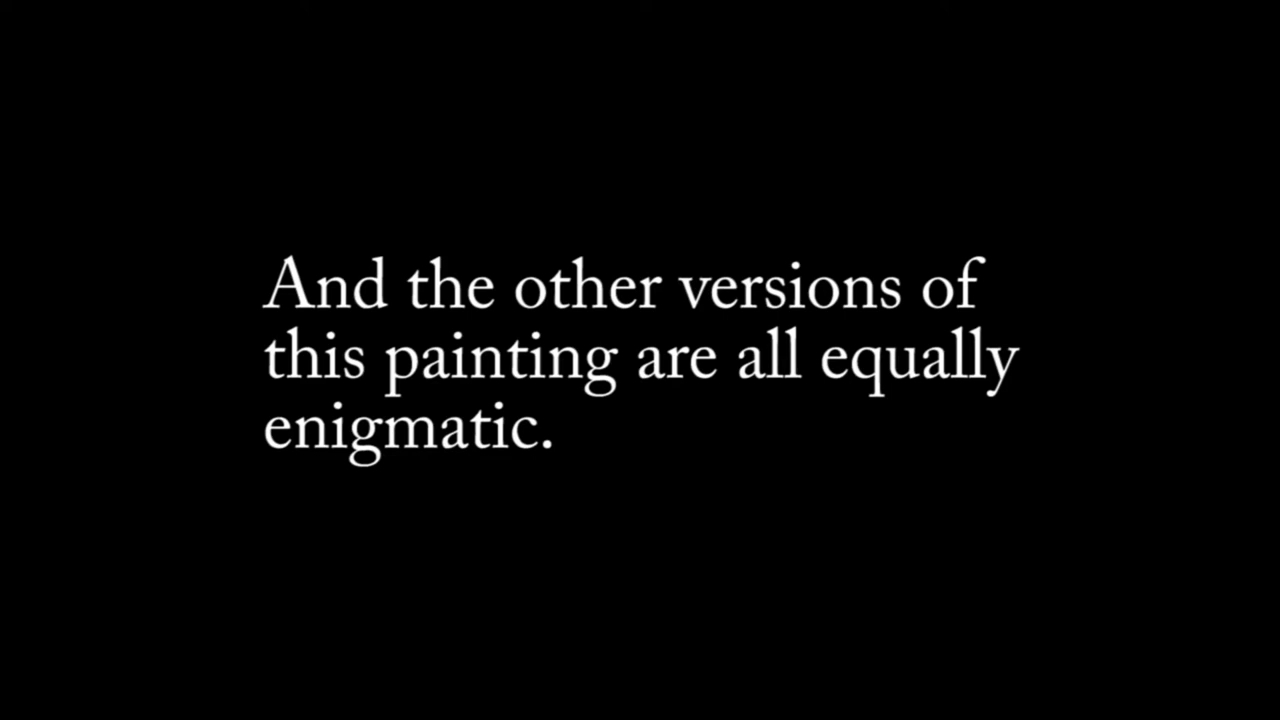 And the other versions of
this painting are all equally
enigmatic.